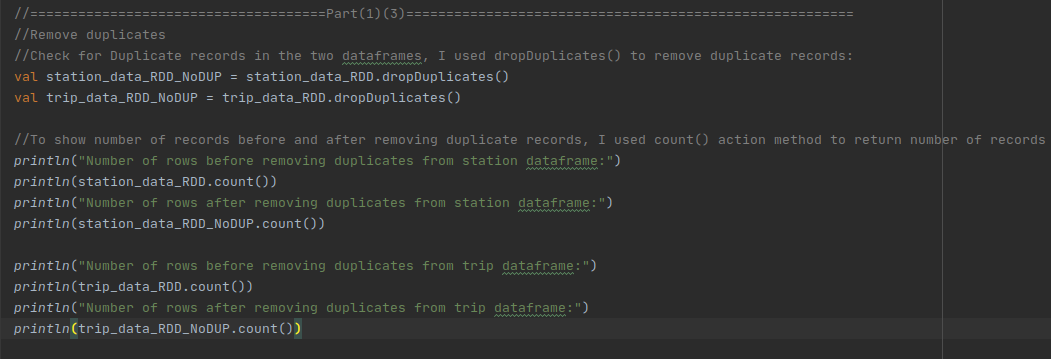 //=====================================Part(1)(3)========================================================
//Remove duplicates
//Check for Duplicate records in the two dataframes, I used dropDuplicates() to remove duplicate records:
val station_data_RDD_NoDUP = station_data_RDD.dropDuplicates()
val trip_data_RDD_NoDUP = trip_data_RDD.dropDuplicates()

//To show number of records before and after removing duplicate records, I used count() action method to return number of records
println("Number of rows before removing duplicates from station dataframe:")
println(station_data_RDD.count())
println("Number of rows after removing duplicates from station dataframe:")
println(station_data_RDD_NoDUP.count())

println("Number of rows before removing duplicates from trip dataframe:")
println(trip_data_RDD.count())
println("Number of rows after removing duplicates from trip dataframe:")
println(trip_data_RDD_NoDUP.count())